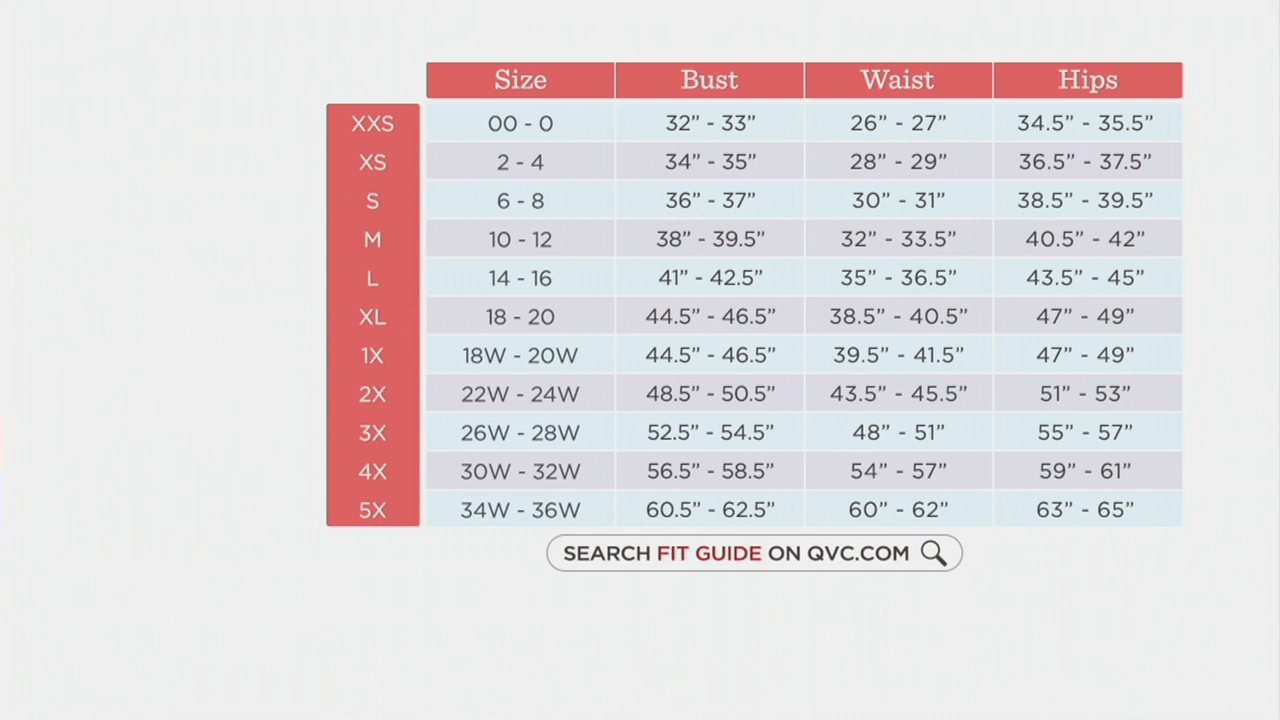 Size Bust Waist Hips
XXS 00 - 0 32” - 33” 26” - 27” 34.5” - 35.5”
XS 2 - 4 34” - 35” 28” - 29” 36.5” - 37.5”
S 6 - 8 36” - 37” 30” - 31” 38.5” - 39.5”
M 10 - 12 38” - 39.5” 32” - 33.5” 40.5” - 42”
L 14 - 16 41” - 42.5” 35” - 36.5” 43.5” - 45”
XL 18 - 20 44.5” - 46.5” 38.5” - 40.5” 47” - 49”
1X 18W - 20W 44.5” - 46.5” 39.5” - 41.5” 47” - 49”
2X 22W - 24W 48.5” - 50.5” 43.5” - 45.5” 51” - 53”
3X 26W - 28W 52.5” - 54.5” 48” - 51” 55” - 57”
4X 30W - 32W 56.5” - 58.5” 54” - 57” 59” - 61”
5X 34W - 36W 60.5” - 62.5” 60” - 62” 63” - 65”
SEARCH FIT GUIDE ON QVC.COM